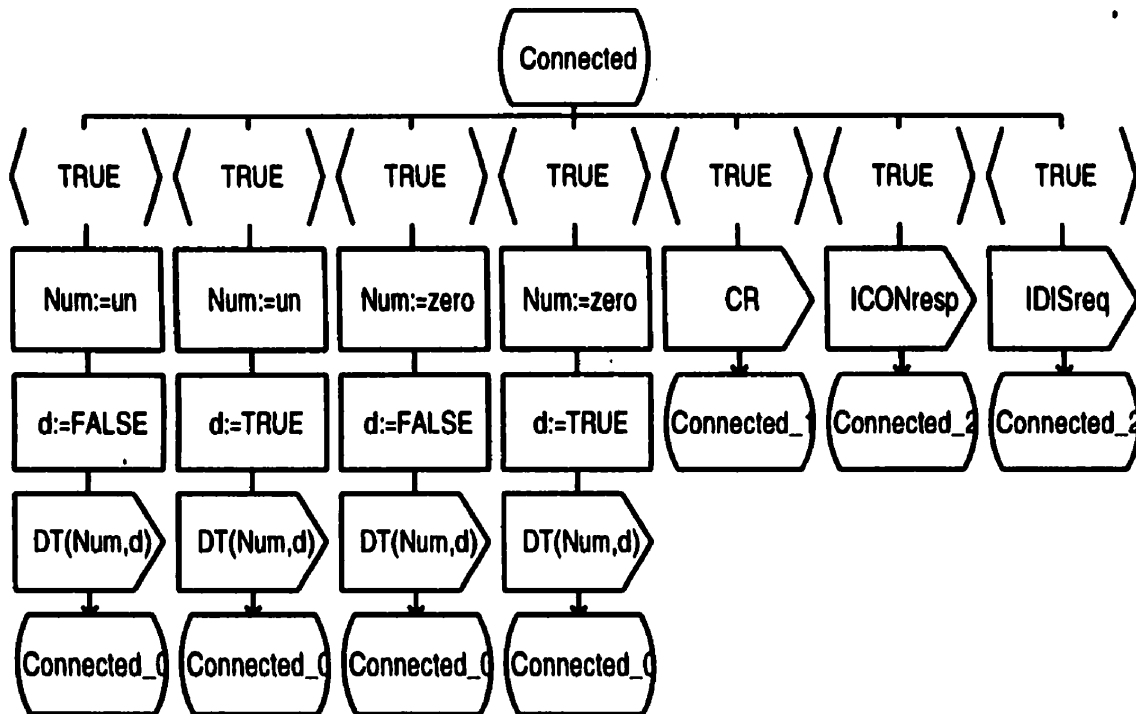 Connected
TRUE TRUE TRUE TRUE TRUE TRUE TRUE
Num:=un Num:=un Num:=zero Num:=zero CR ICONresp IDISreq
d:=FALSE d:=TRUE d:=FALSE d:=TRUE Connected_1 Connected_2 Connected_2
DT(Num,d) DT(Num,d) DT(Num,d) DT(Num,d)
Connected_0 Connected_0 Connected_0 Connected_0